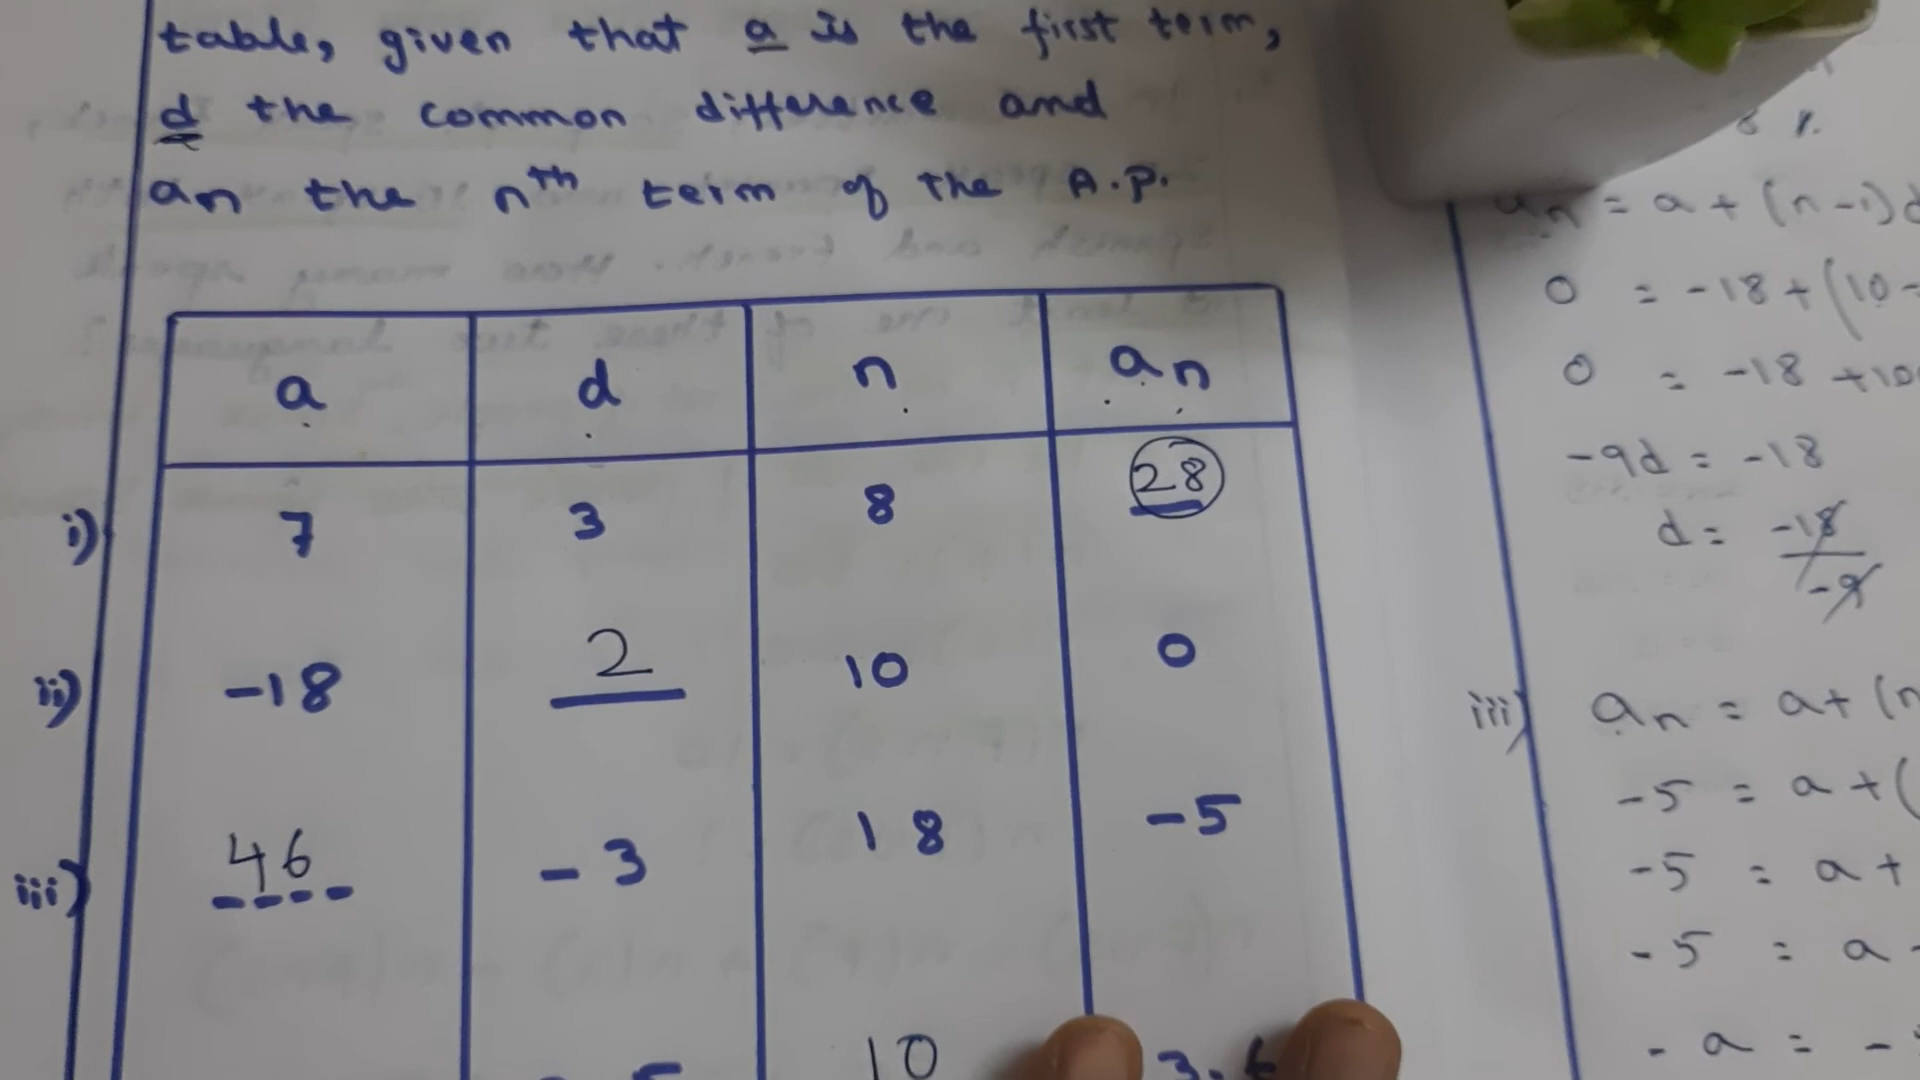 table, given that a is the first term,
d the common difference and
an the nth term of the A.P.
a d n an
i) 7 3 8 28
ii) -18 2 10 0
iii) 46 -3 18 -5
10
an = a + (n-1)d
0 = -18 + (10-
0 = -18 +10
-9d = -18
d = -18
-9
iii) an = a + (n
-5 = a + (
-5 = a +
-5 = a -
- a = -